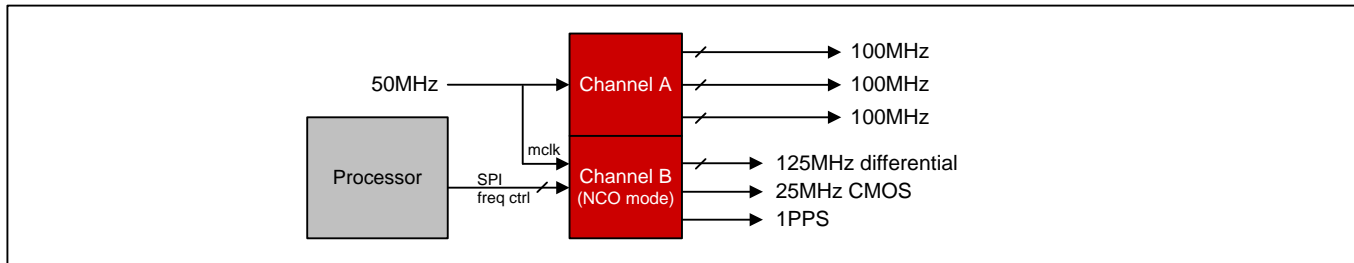 100MHz
50MHz
Channel A
100MHz
100MHz
mclk
Processor
SPI
freq ctrl
Channel B
(NCO mode)
125MHz differential
25MHz CMOS
1PPS